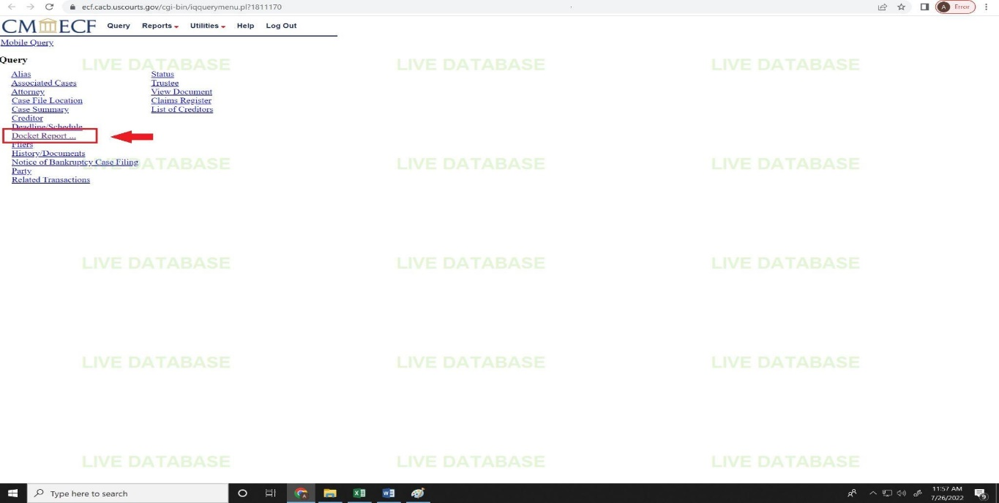 ecf.cacb.uscourts.gov/cgi-bin/iqquerymenu.pl?1811170
A Error
CM ECF Query Reports Utilities Help Log Out
Mobile Query
Query
LIVE DATABASE LIVE DATABASE LIVE DATABASE
Alias Status
Associated Cases Trustee
Attorney View Document
Case File Location Claims Register
Case Summary List of Creditors
Creditor
Deadline/Schedule
Docket Report ...
Filers
History/Documents
Notice of Bankruptcy Case Filing
LIVE DATABASE LIVE DATABASE LIVE DATABASE
Party
Related Transactions
LIVE DATABASE LIVE DATABASE LIVE DATABASE
LIVE DATABASE LIVE DATABASE LIVE DATABASE
LIVE DATABASE LIVE DATABASE LIVE DATABASE
Type here to search
11:57 AM
7/26/2022
9